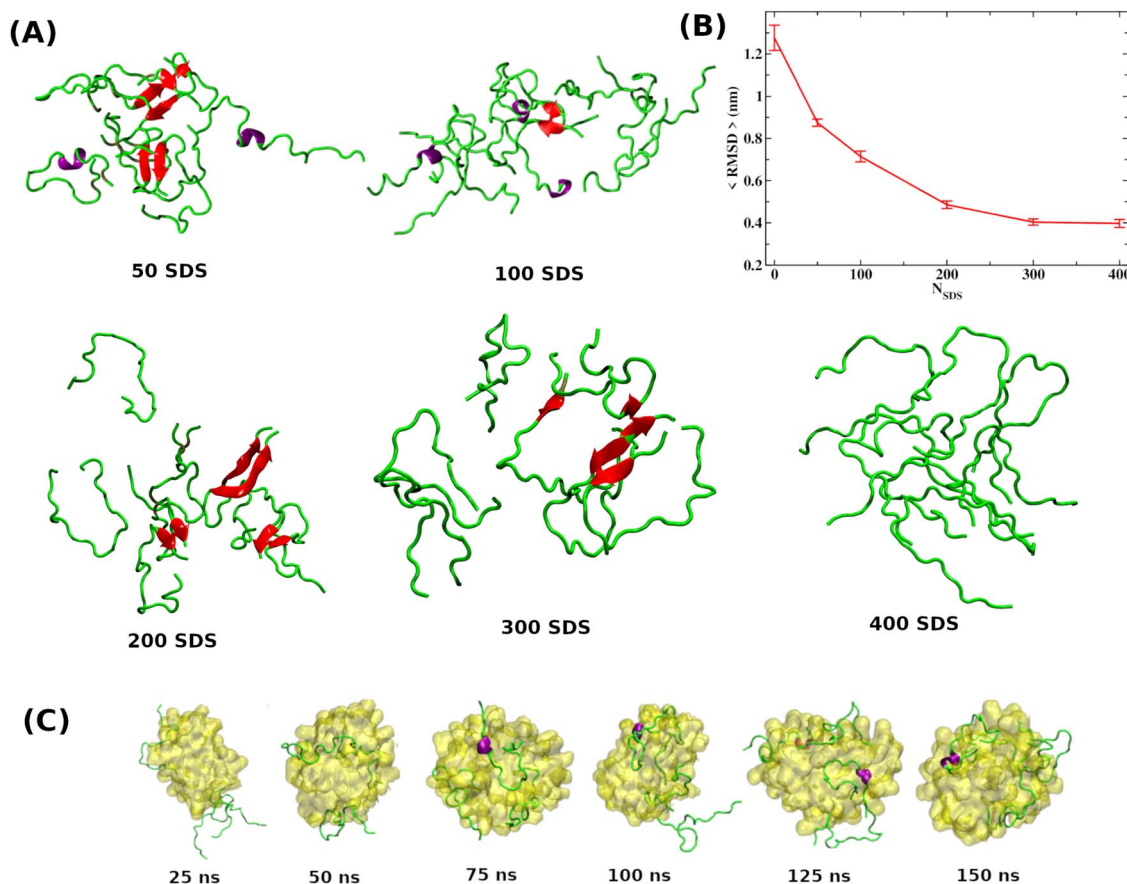 (A)
(B)
50 SDS
100 SDS
200 SDS
300 SDS
400 SDS
< RMSD > (nm)
1.2
1
0.8
0.6
0.4
0.2
0
100
200
300
400
N_SDS
(C)
25 ns
50 ns
75 ns
100 ns
125 ns
150 ns